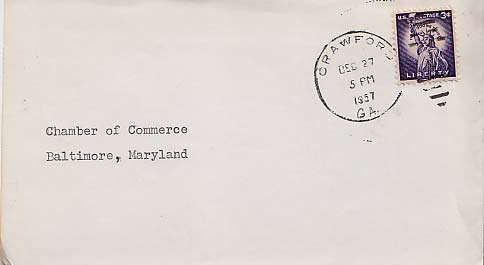 U.S. POSTAGE 3¢
LIBERTY
CRAWFORD
DEC 27
5 PM
1957
GA.
Chamber of Commerce
Baltimore, Maryland